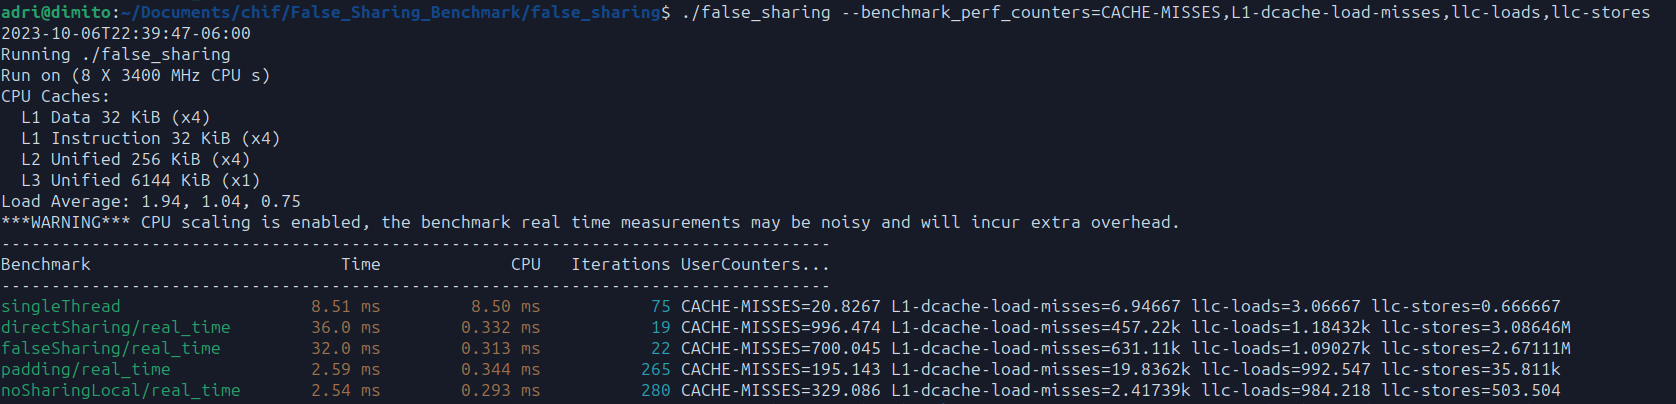 adri@dimito:~/Documents/chif/False_Sharing_Benchmark/false_sharing$ ./false_sharing --benchmark_perf_counters=CACHE-MISSES,L1-dcache-load-misses,llc-loads,llc-stores
2023-10-06T22:39:47-06:00
Running ./false_sharing
Run on (8 X 3400 MHz CPU s)
CPU Caches:
  L1 Data 32 KiB (x4)
  L1 Instruction 32 KiB (x4)
  L2 Unified 256 KiB (x4)
  L3 Unified 6144 KiB (x1)
Load Average: 1.94, 1.04, 0.75
***WARNING*** CPU scaling is enabled, the benchmark real time measurements may be noisy and will incur extra overhead.
-----------------------------------------------------------------------------------
Benchmark                         Time             CPU   Iterations UserCounters...
-----------------------------------------------------------------------------------
singleThread                   8.51 ms         8.50 ms           75 CACHE-MISSES=20.8267 L1-dcache-load-misses=6.94667 llc-loads=3.06667 llc-stores=0.666667
directSharing/real_time        36.0 ms        0.332 ms           19 CACHE-MISSES=996.474 L1-dcache-load-misses=457.22k llc-loads=1.18432k llc-stores=3.08646M
falseSharing/real_time         32.0 ms        0.313 ms           22 CACHE-MISSES=700.045 L1-dcache-load-misses=631.11k llc-loads=1.09027k llc-stores=2.67111M
padding/real_time              2.59 ms        0.344 ms          265 CACHE-MISSES=195.143 L1-dcache-load-misses=19.8362k llc-loads=992.547 llc-stores=35.811k
noSharingLocal/real_time       2.54 ms        0.293 ms          280 CACHE-MISSES=329.086 L1-dcache-load-misses=2.41739k llc-loads=984.218 llc-stores=503.504